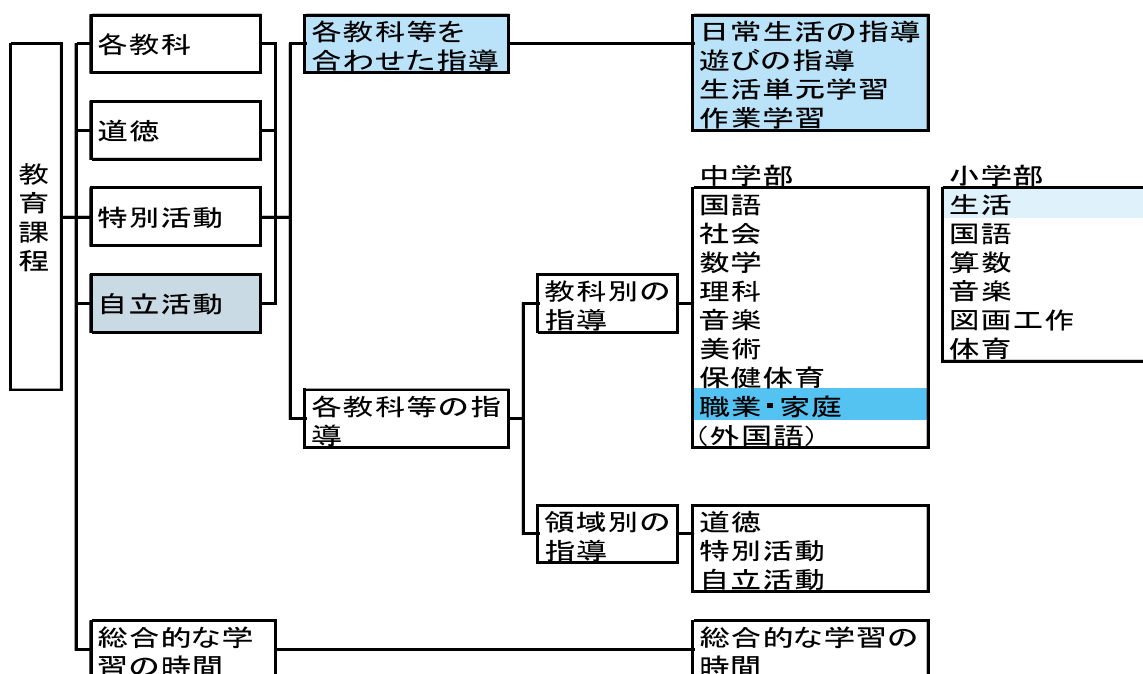 教育課程
各教科
道徳
特別活動
自立活動
総合的な学
習の時間
各教科等を
合わせた指導
各教科等の指
導
教科別の
指導
領域別の
指導
日常生活の指導
遊びの指導
生活単元学習
作業学習
中学部
国語
社会
数学
理科
音楽
美術
保健体育
職業・家庭
(外国語)
小学部
生活
国語
算数
音楽
図画工作
体育
道徳
特別活動
自立活動
総合的な学習の
時間